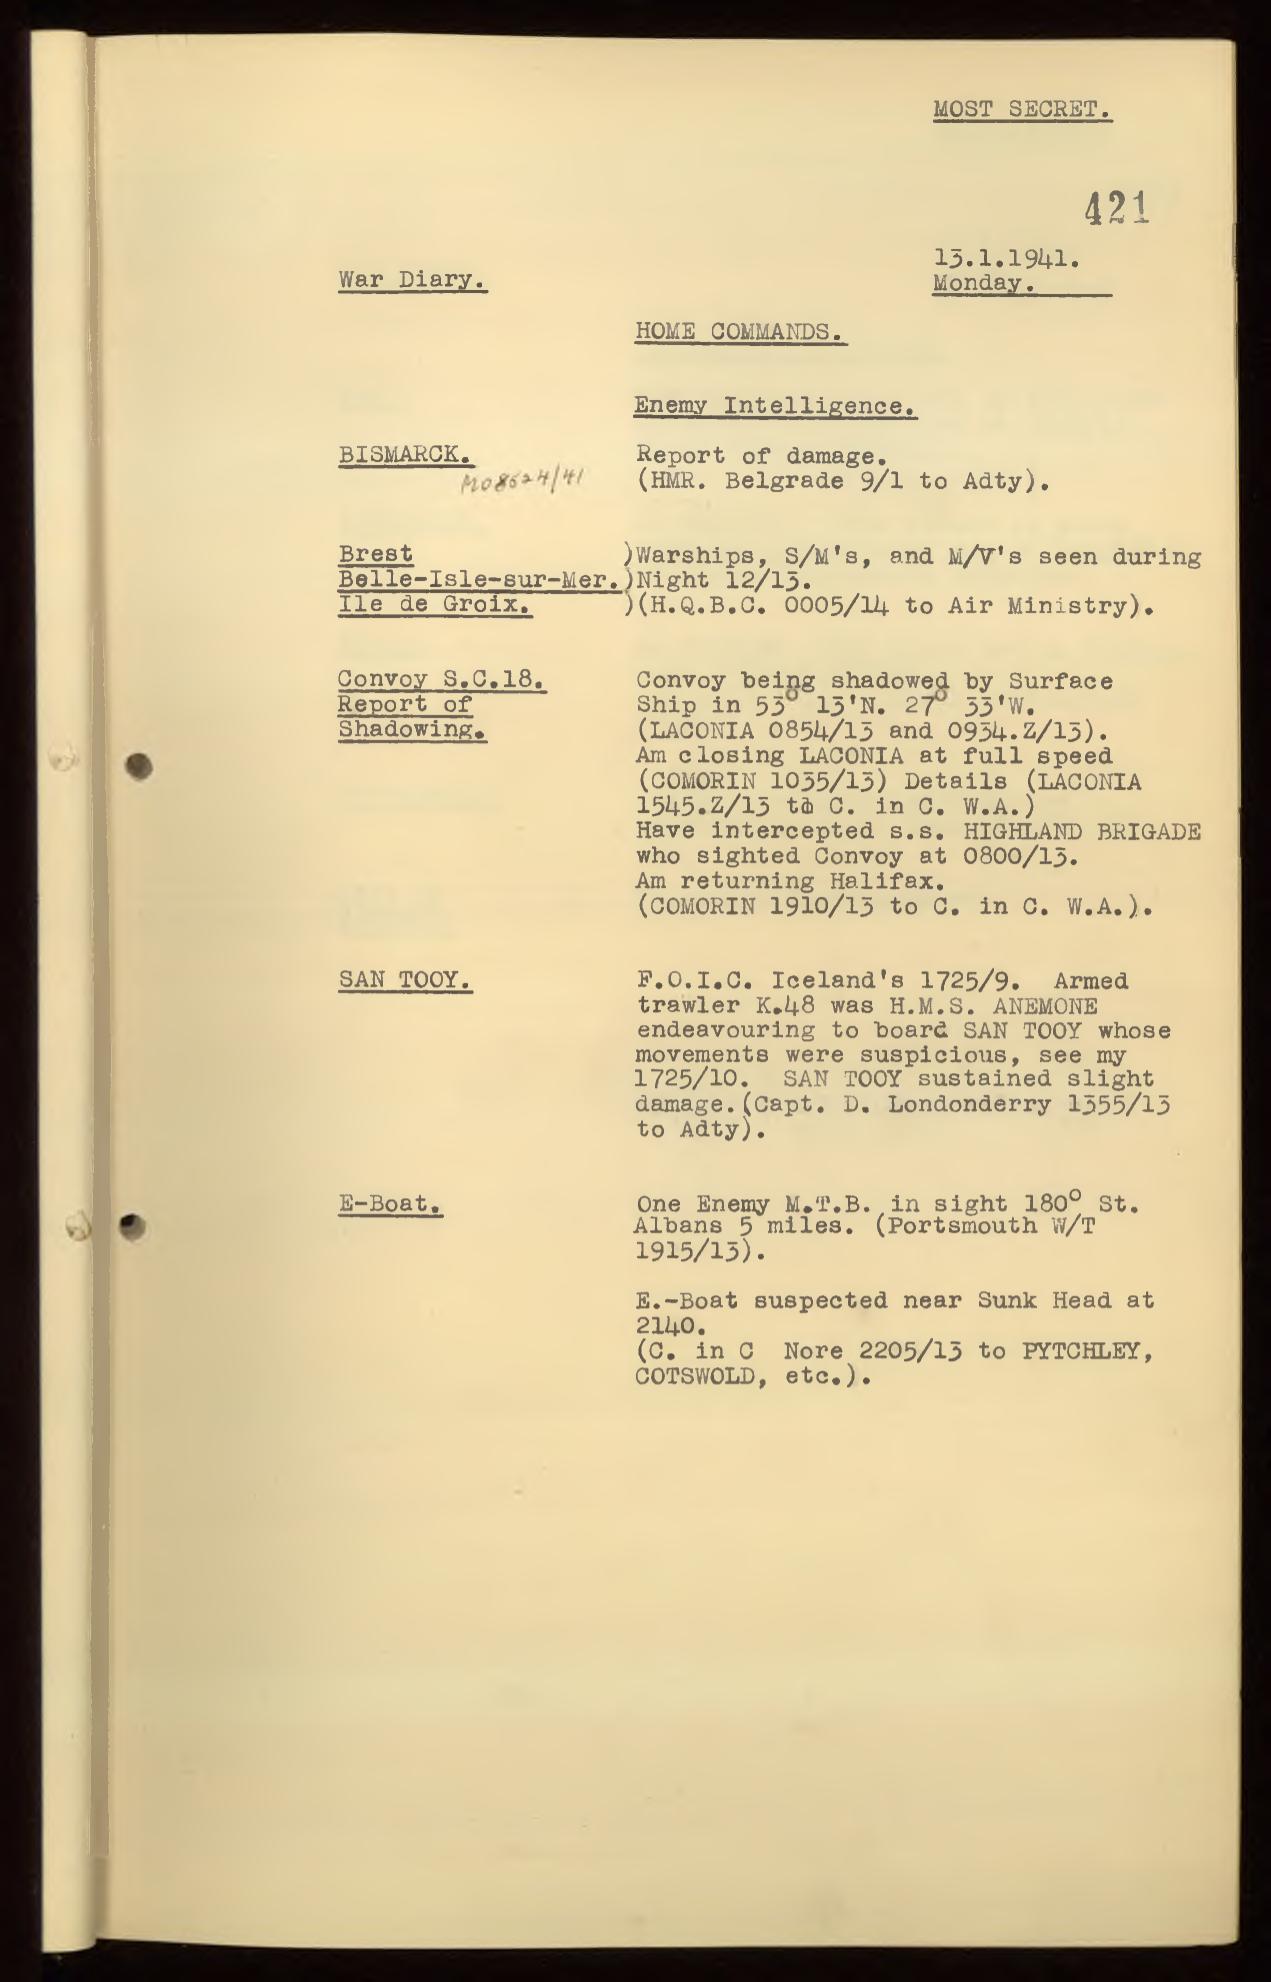 MOST SECRET.
421
13.1.1941.
War Diary.
Monday.
HOME COMMANDS.
Enemy Intelligence.
BISMARCK.
Report of damage.
(HMR. Belgrade 9/1 to Adty).
Brest )Warships, S/M's, and M/V's seen during
Belle-Isle-sur-Mer.)Night 12/13.
Ile de Groix. )(H.Q.B.C. 0005/14 to Air Ministry).
Convoy S.C.18.
Report of
Shadowing.
Convoy being shadowed by Surface
Ship in 53° 13'N. 27° 33'W.
(LACONIA 0854/13 and 0934.Z/13).
Am closing LACONIA at full speed
(COMORIN 1035/13) Details (LACONIA
1545.Z/13 to C. in C. W.A.)
Have intercepted s.s. HIGHLAND BRIGADE
who sighted Convoy at 0800/13.
Am returning Halifax.
(COMORIN 1910/13 to C. in C. W.A.).
SAN TOOY.
F.O.I.C. Iceland's 1725/9. Armed
trawler K.48 was H.M.S. ANEMONE
endeavouring to board SAN TOOY whose
movements were suspicious, see my
1725/10. SAN TOOY sustained slight
damage.(Capt. D. Londonderry 1355/13
to Adty).
E-Boat.
One Enemy M.T.B. in sight 180° St.
Albans 5 miles. (Portsmouth W/T
1915/13).
E.-Boat suspected near Sunk Head at
2140.
(C. in C Nore 2205/13 to PYTCHLEY,
COTSWOLD, etc.).